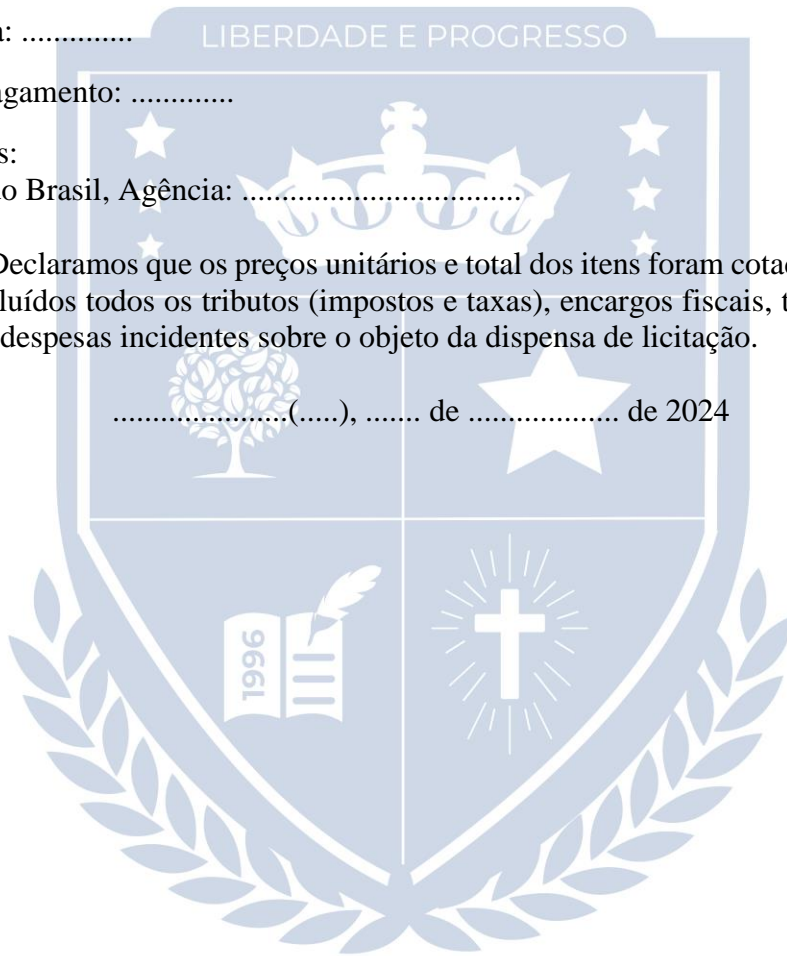 a: ..............
LIBERDADE E PROGRESSO
agamento: .............
s:
o Brasil, Agência: ...................................
Declaramos que os preços unitários e total dos itens foram cota
luídos todos os tributos (impostos e taxas), encargos fiscais, t
despesas incidentes sobre o objeto da dispensa de licitação.
......................(.....), ....... de ................... de 2024
1996